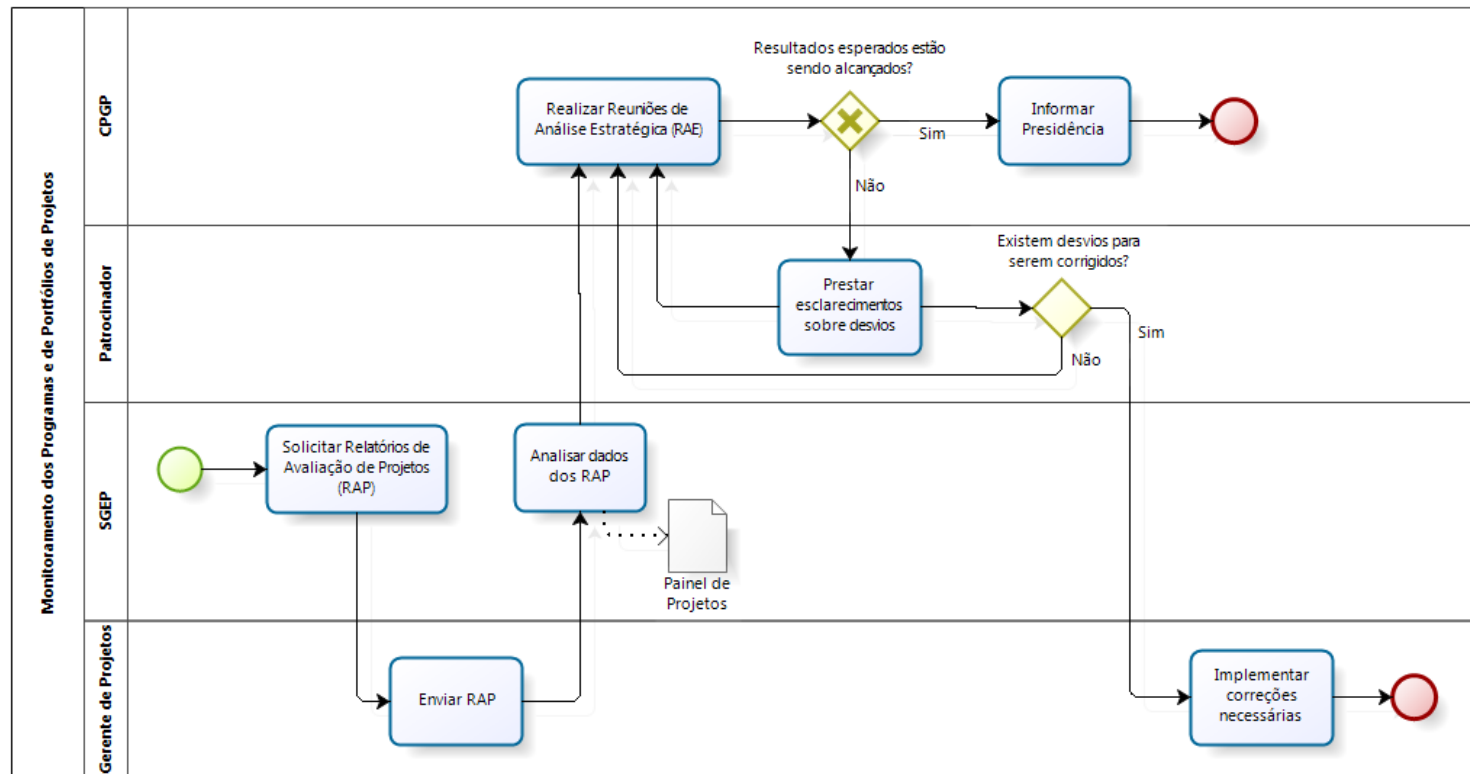 Monitoramento dos Programas e de Portfólios de Projetos
CPGP
Realizar Reuniões de
Análise Estratégica (RAE)
Resultados esperados estão
sendo alcançados?
Sim
Não
Informar
Presidência
Patrocinador
Prestar
esclarecimentos
sobre desvios
Existem desvios para
serem corrigidos?
Sim
Não
SGEP
Solicitar Relatórios de
Avaliação de Projetos
(RAP)
Analisar dados
dos RAP
Painel de
Projetos
Gerente de Projetos
Enviar RAP
Implementar
correções
necessárias